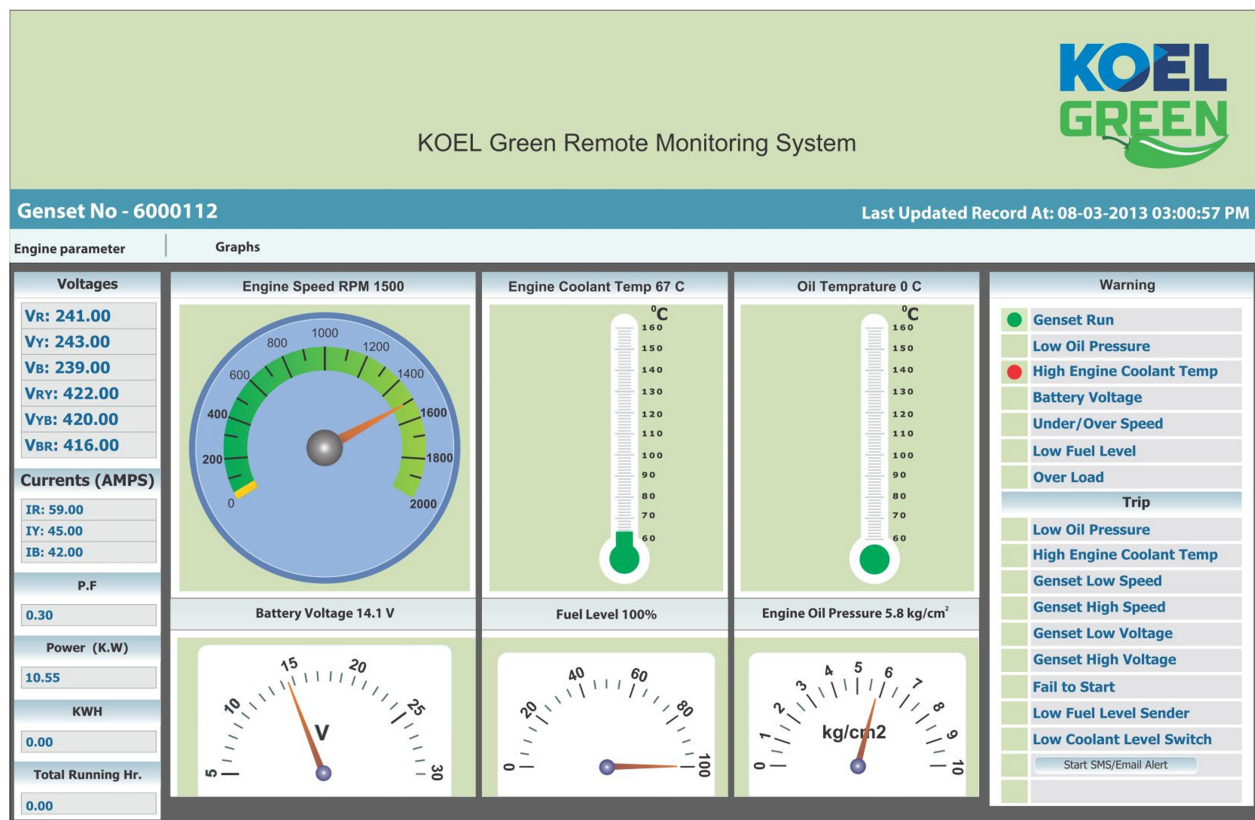 KOEL
GREEN
KOEL Green Remote Monitoring System
Genset No - 6000112
Last Updated Record At: 08-03-2013 03:00:57 PM
Engine parameter
Graphs
Voltages
VR: 241.00
VY: 243.00
VB: 239.00
VRY: 422.00
VYB: 420.00
VBR: 416.00
Currents (AMPS)
IR: 59.00
IY: 45.00
IB: 42.00
P.F
0.30
Power (K.W)
10.55
KWH
0.00
Total Running Hr.
0.00
Engine Speed RPM 1500
0
200
400
600
800
1000
1200
1400
1600
1800
2000
Engine Coolant Temp 67 C
°C
160
150
140
130
120
110
100
90
80
70
60
Oil Temprature 0 C
°C
160
150
140
130
120
110
100
90
80
70
60
Battery Voltage 14.1 V
5
10
15
20
25
30
V
Fuel Level 100%
0
20
40
60
80
100
Engine Oil Pressure 5.8 kg/cm²
0
1
2
3
4
5
6
7
8
9
10
kg/cm2
Warning
Genset Run
Low Oil Pressure
High Engine Coolant Temp
Battery Voltage
Under/Over Speed
Low Fuel Level
Over Load
Trip
Low Oil Pressure
High Engine Coolant Temp
Genset Low Speed
Genset High Speed
Genset Low Voltage
Genset High Voltage
Fail to Start
Low Fuel Level Sender
Low Coolant Level Switch
Start SMS/Email Alert